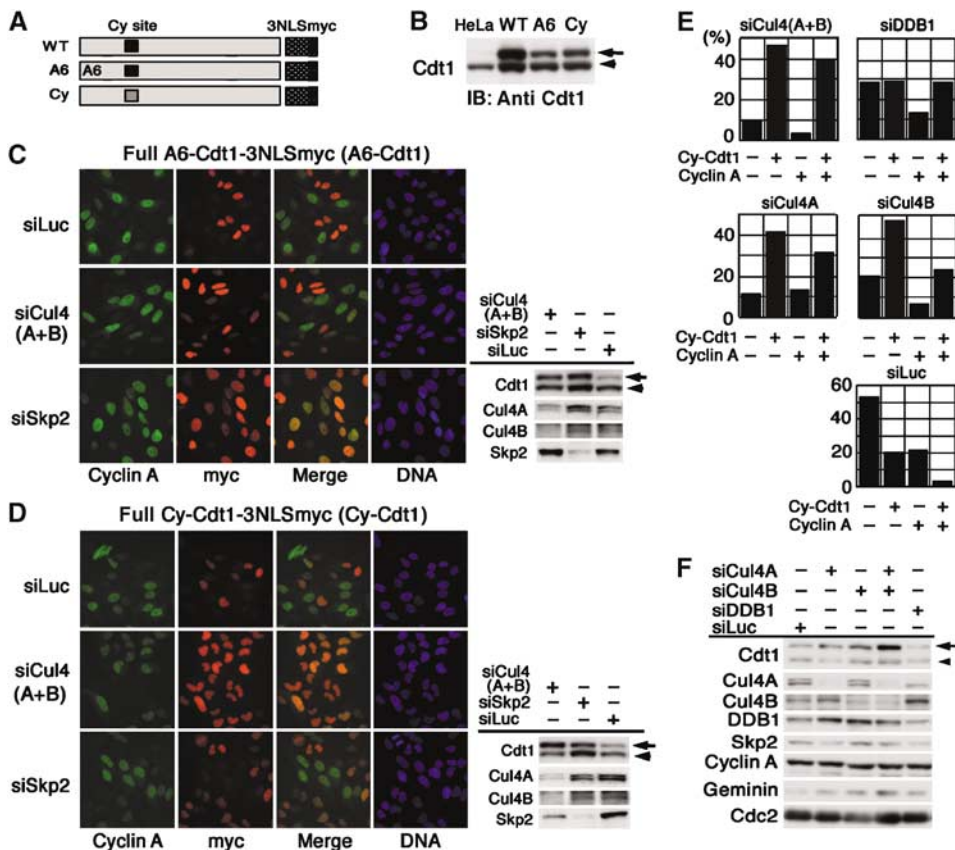 A
Cy site
3NLSmyc
WT
A6
A6
Cy
B
HeLa WT A6 Cy
Cdt1
IB: Anti Cdt1
C
Full A6-Cdt1-3NLSmyc (A6-Cdt1)
siLuc
siCul4
(A+B)
siSkp2
Cyclin A
myc
Merge
DNA
siCul4
(A+B)
+ − −
siSkp2
− + −
siLuc
− − +
Cdt1
Cul4A
Cul4B
Skp2
D
Full Cy-Cdt1-3NLSmyc (Cy-Cdt1)
siLuc
siCul4
(A+B)
siSkp2
Cyclin A
myc
Merge
DNA
siCul4
(A+B)
+ − −
siSkp2
− + −
siLuc
− − +
Cdt1
Cul4A
Cul4B
Skp2
E
siCul4(A+B)
siDDB1
(%)
40
20
0
Cy-Cdt1 − + − + − + − +
Cyclin A − − + + − − + +
siCul4A
siCul4B
40
20
0
Cy-Cdt1 − + − + − + − +
Cyclin A − − + + − − + +
siLuc
60
40
20
0
Cy-Cdt1 − + − +
Cyclin A − − + +
F
siCul4A − + − + −
siCul4B − − + + −
siDDB1 − − − − +
siLuc + − − − −
Cdt1
Cul4A
Cul4B
DDB1
Skp2
Cyclin A
Geminin
Cdc2